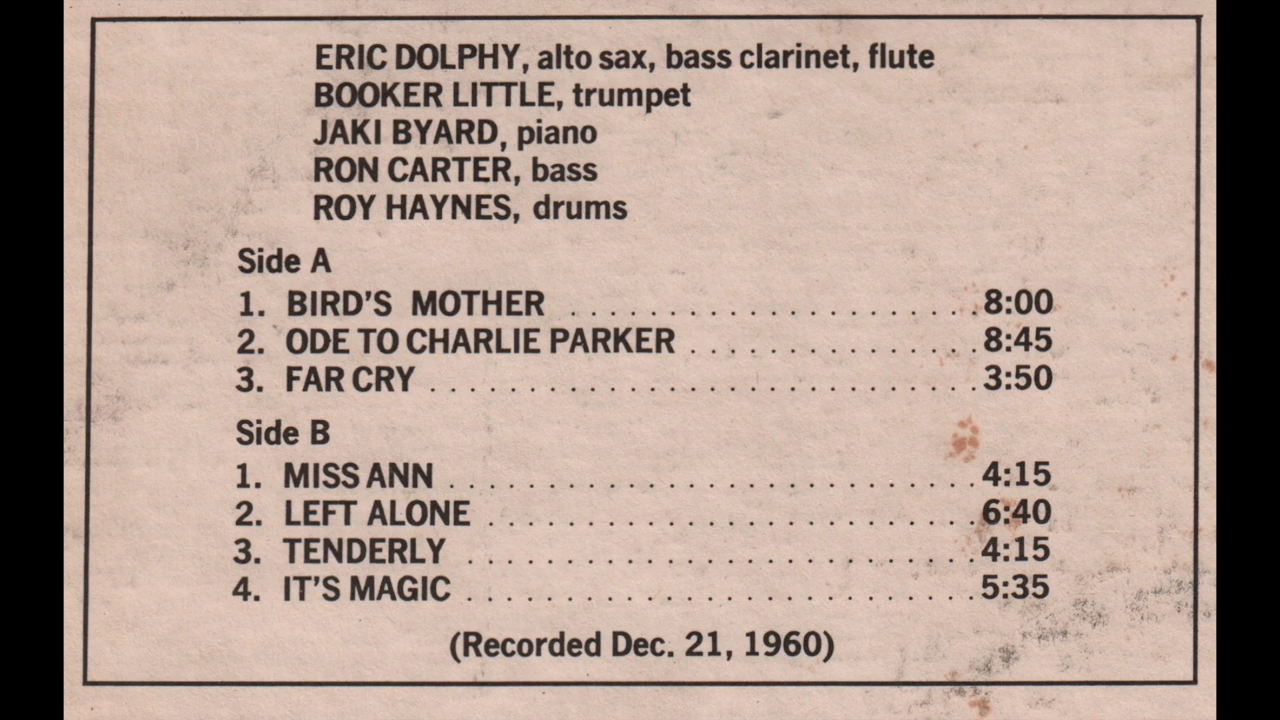 ERIC DOLPHY, alto sax, bass clarinet, flute
BOOKER LITTLE, trumpet
JAKI BYARD, piano
RON CARTER, bass
ROY HAYNES, drums
Side A
1. BIRD'S MOTHER . . . . . . . . . . . . . . . . . . . . . . . . 8:00
2. ODE TO CHARLIE PARKER . . . . . . . . . . . . . . . . . 8:45
3. FAR CRY . . . . . . . . . . . . . . . . . . . . . . . . . . . . . . . . 3:50
Side B
1. MISS ANN . . . . . . . . . . . . . . . . . . . . . . . . . . . . . . . 4:15
2. LEFT ALONE . . . . . . . . . . . . . . . . . . . . . . . . . . . . . 6:40
3. TENDERLY . . . . . . . . . . . . . . . . . . . . . . . . . . . . . . 4:15
4. IT'S MAGIC . . . . . . . . . . . . . . . . . . . . . . . . . . . . . . 5:35
(Recorded Dec. 21, 1960)